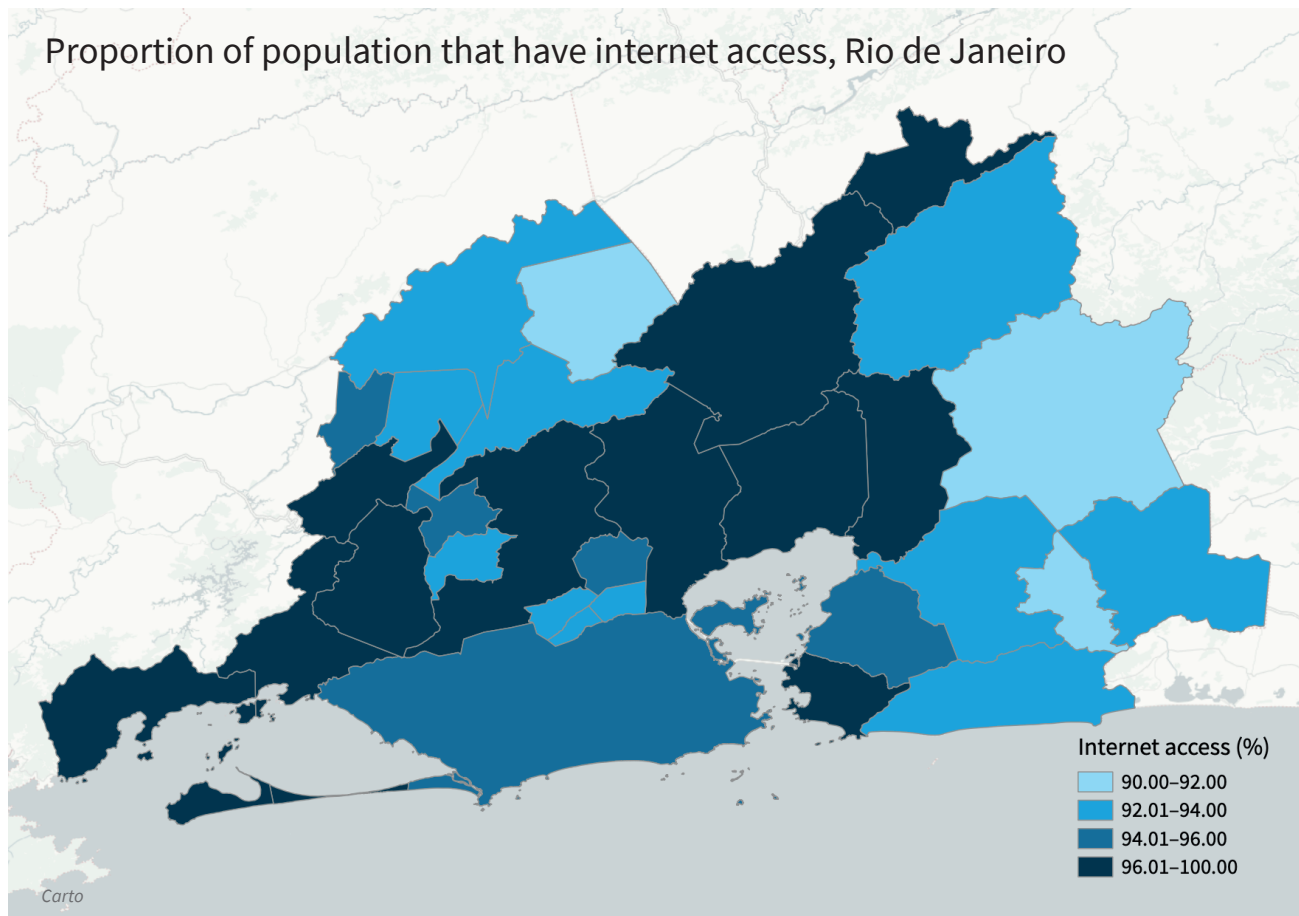 Proportion of population that have internet access, Rio de Janeiro
Internet access (%)
90.00–92.00
92.01–94.00
94.01–96.00
96.01–100.00
Carto